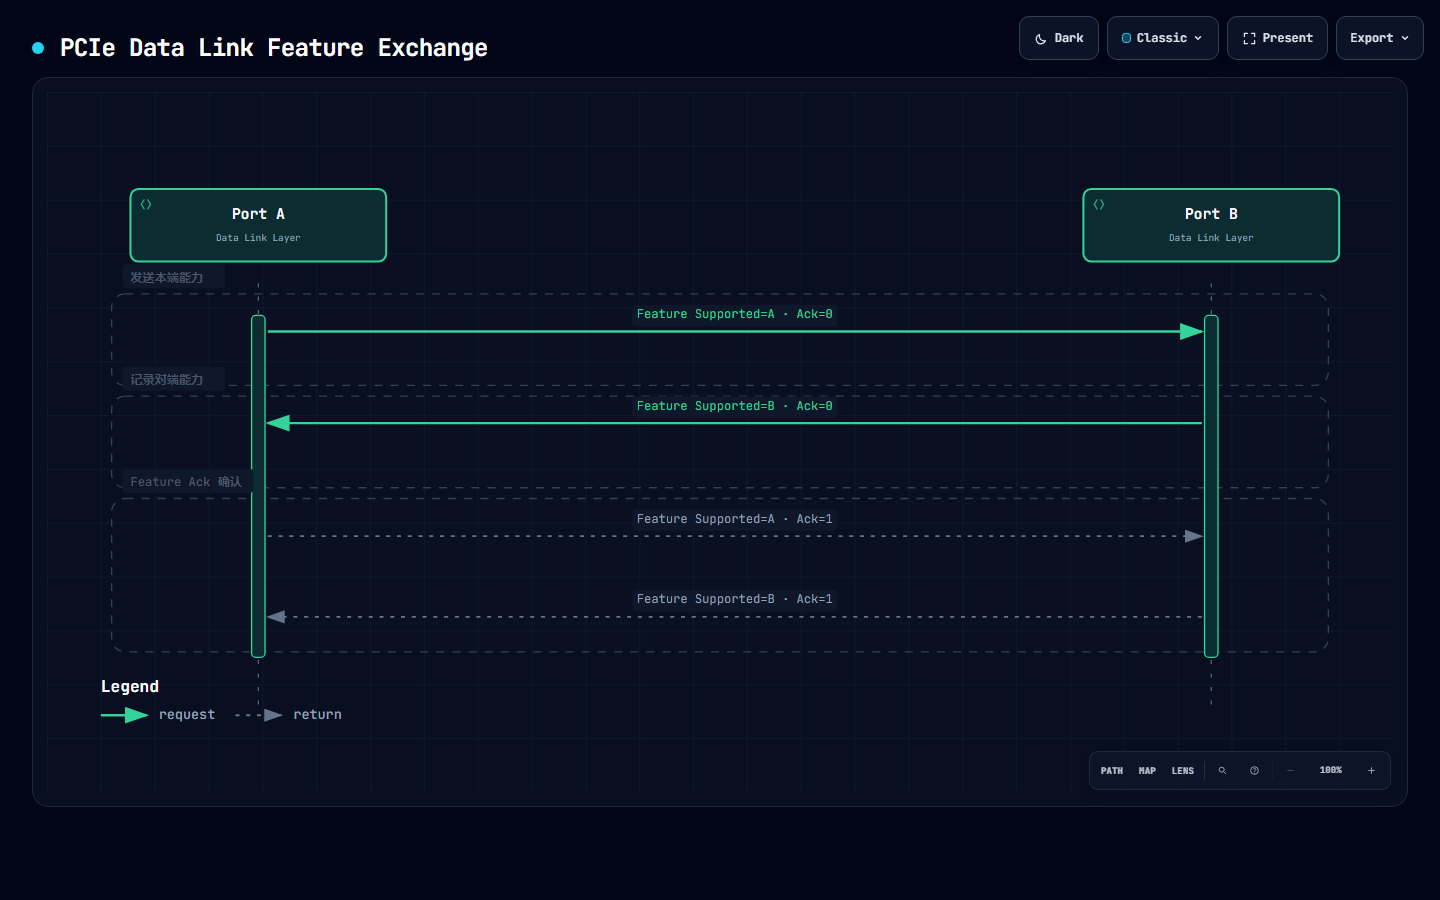 PCIe Data Link Feature Exchange
Dark
Classic
Present
Export
Port A
Data Link Layer
Port B
Data Link Layer
发送本端能力
Feature Supported=A · Ack=0
记录对端能力
Feature Supported=B · Ack=0
Feature Ack 确认
Feature Supported=A · Ack=1
Feature Supported=B · Ack=1
Legend
request
return
PATH
MAP
LENS
100%